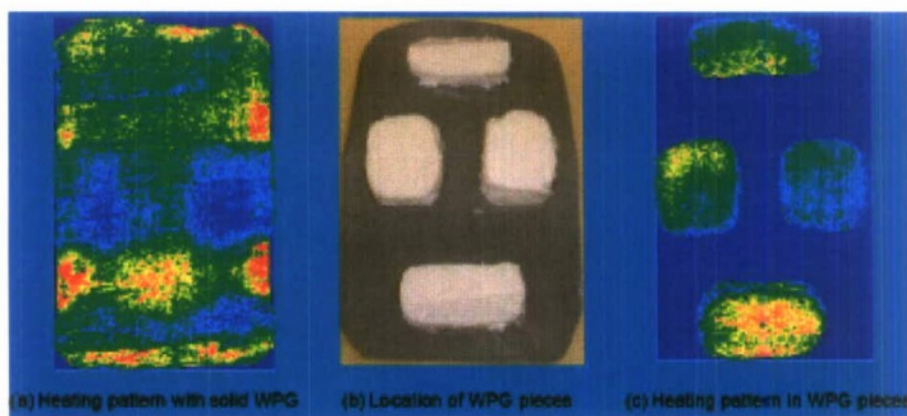 (a) Heating pattern with solid WPG
(b) Location of WPG pieces
(c) Heating pattern in WPG pieces